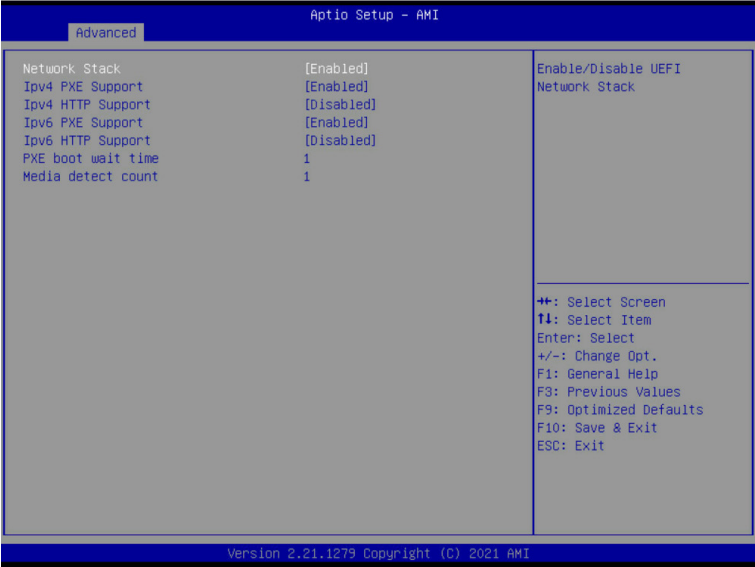 Aptio Setup – AMI
Advanced
Network Stack [Enabled]
Ipv4 PXE Support [Enabled]
Ipv4 HTTP Support [Disabled]
Ipv6 PXE Support [Enabled]
Ipv6 HTTP Support [Disabled]
PXE boot wait time 1
Media detect count 1
Enable/Disable UEFI
Network Stack
→←: Select Screen
↑↓: Select Item
Enter: Select
+/-: Change Opt.
F1: General Help
F3: Previous Values
F9: Optimized Defaults
F10: Save & Exit
ESC: Exit
Version 2.21.1279 Copyright (C) 2021 AMI